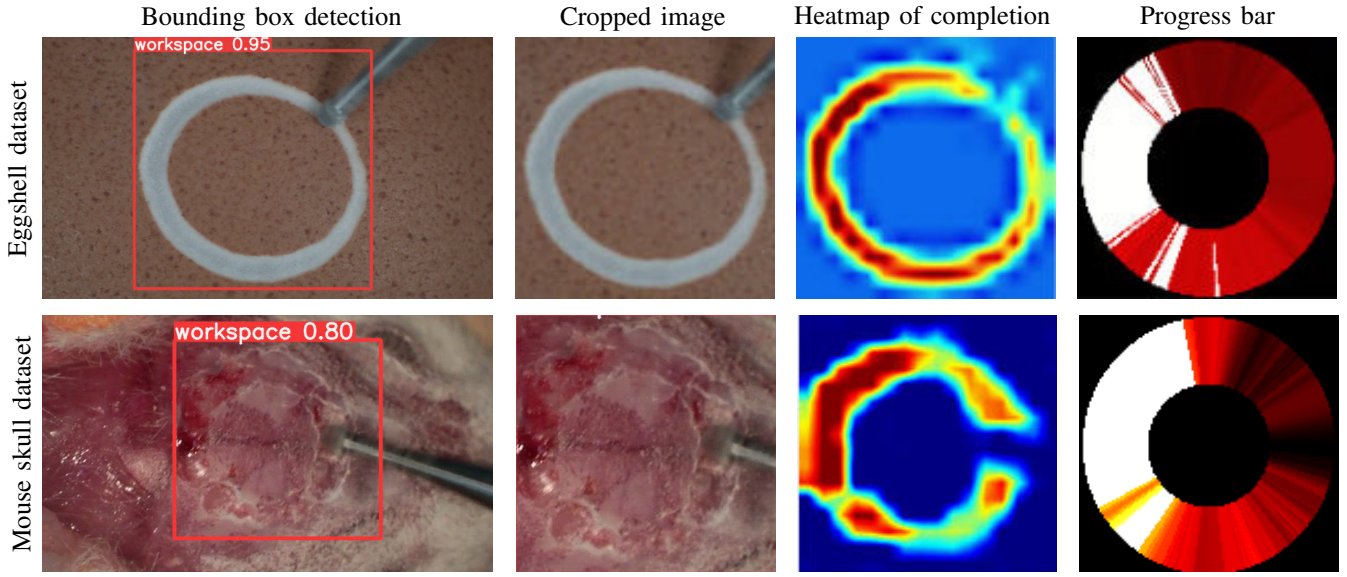 Bounding box detection
Cropped image
Heatmap of completion
Progress bar
Eggshell dataset
workspace 0.95
Mouse skull dataset
workspace 0.80